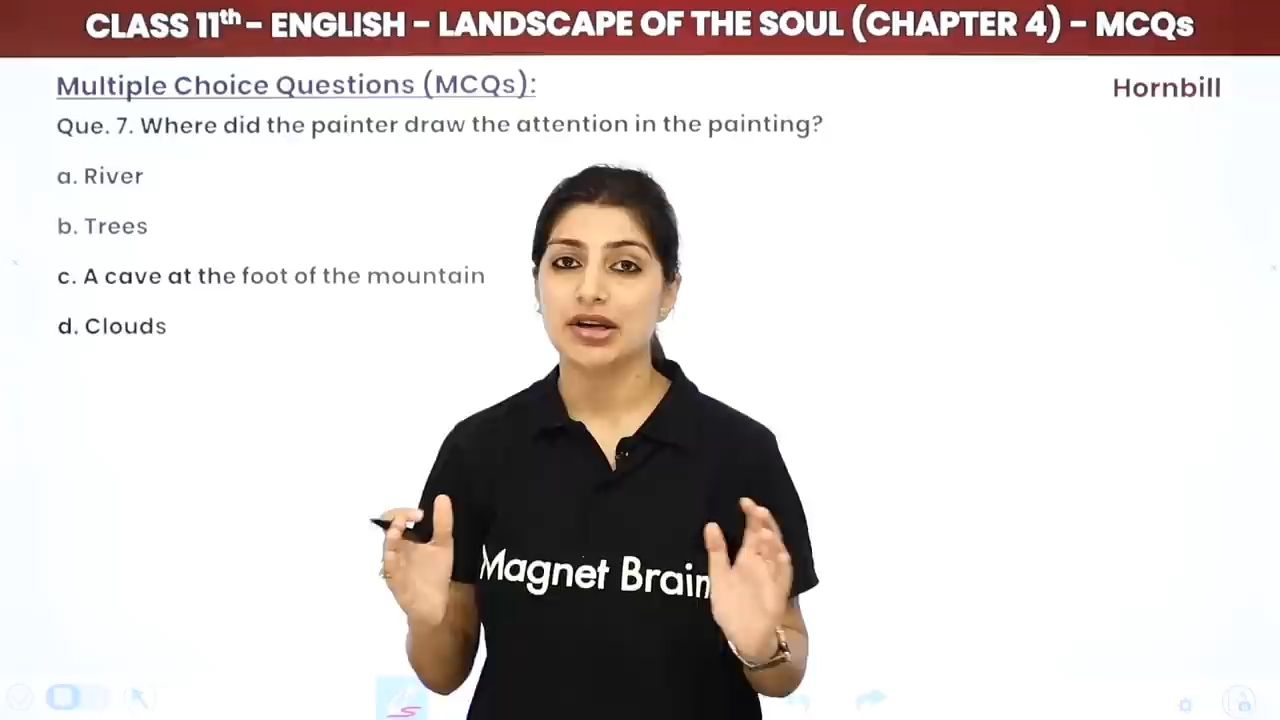 CLASS 11th - ENGLISH - LANDSCAPE OF THE SOUL (CHAPTER 4) - MCQs
Multiple Choice Questions (MCQs):
Hornbill
Que. 7. Where did the painter draw the attention in the painting?
a. River
b. Trees
c. A cave at the foot of the mountain
d. Clouds
Magnet Brain